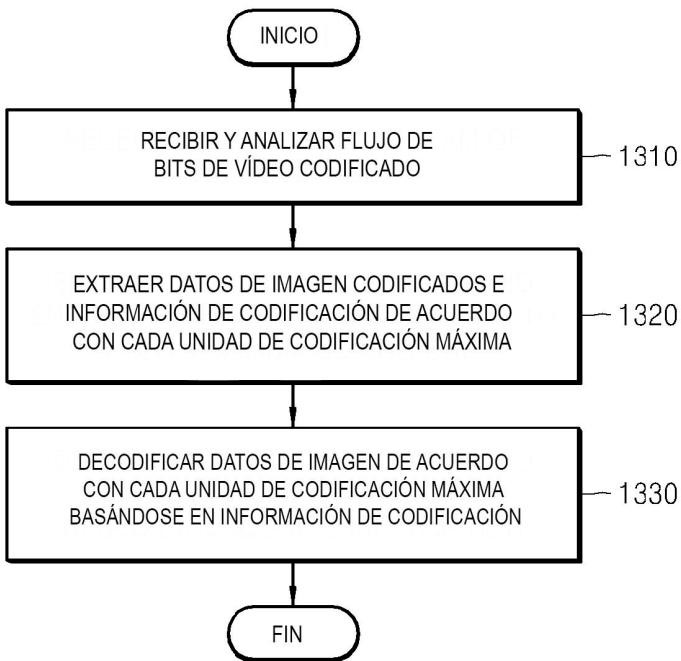 INICIO
RECIBIR Y ANALIZAR FLUJO DE
BITS DE VÍDEO CODIFICADO
1310
EXTRAER DATOS DE IMAGEN CODIFICADOS E
INFORMACIÓN DE CODIFICACIÓN DE ACUERDO
CON CADA UNIDAD DE CODIFICACIÓN MÁXIMA
1320
DECODIFICAR DATOS DE IMAGEN DE ACUERDO
CON CADA UNIDAD DE CODIFICACIÓN MÁXIMA
BASÁNDOSE EN INFORMACIÓN DE CODIFICACIÓN
1330
FIN